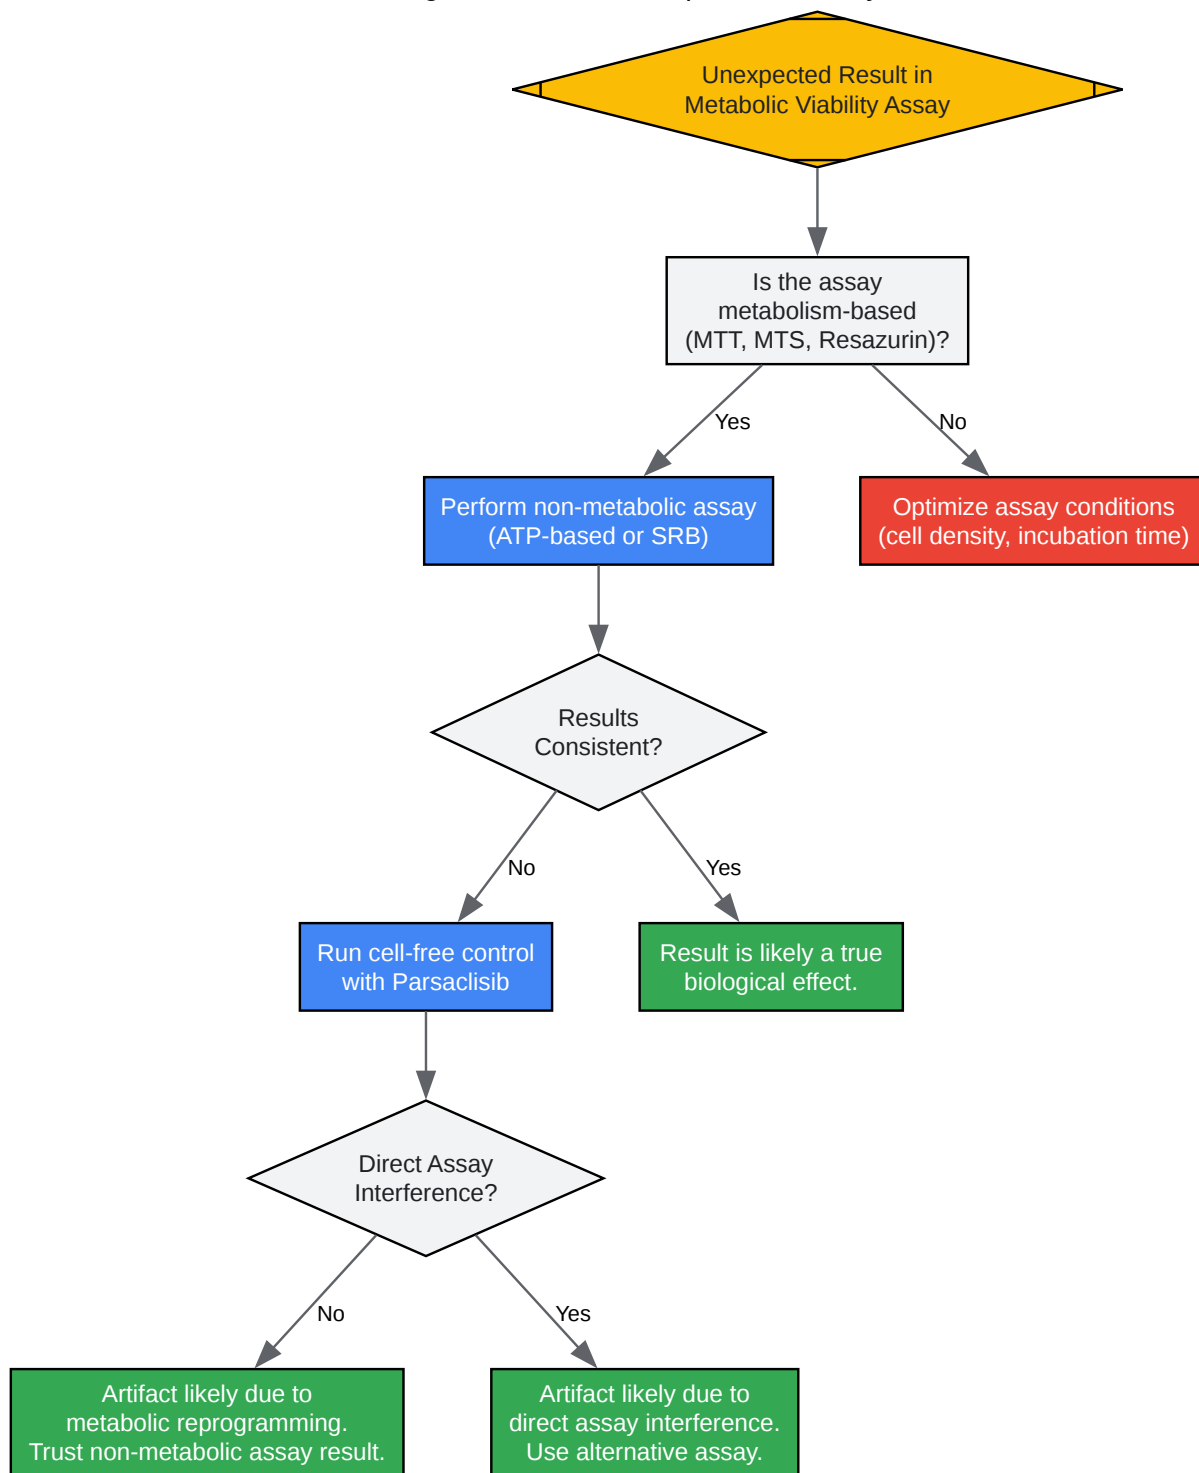 Unexpected Result in
Metabolic Viability Assay
Is the assay
metabolism-based
(MTT, MTS, Resazurin)?
Yes
No
Perform non-metabolic assay
(ATP-based or SRB)
Optimize assay conditions
(cell density, incubation time)
Results
Consistent?
No
Yes
Run cell-free control
with Parsaclisib
Result is likely a true
biological effect.
Direct Assay
Interference?
No
Yes
Artifact likely due to
metabolic reprogramming.
Trust non-metabolic assay result.
Artifact likely due to
direct assay interference.
Use alternative assay.